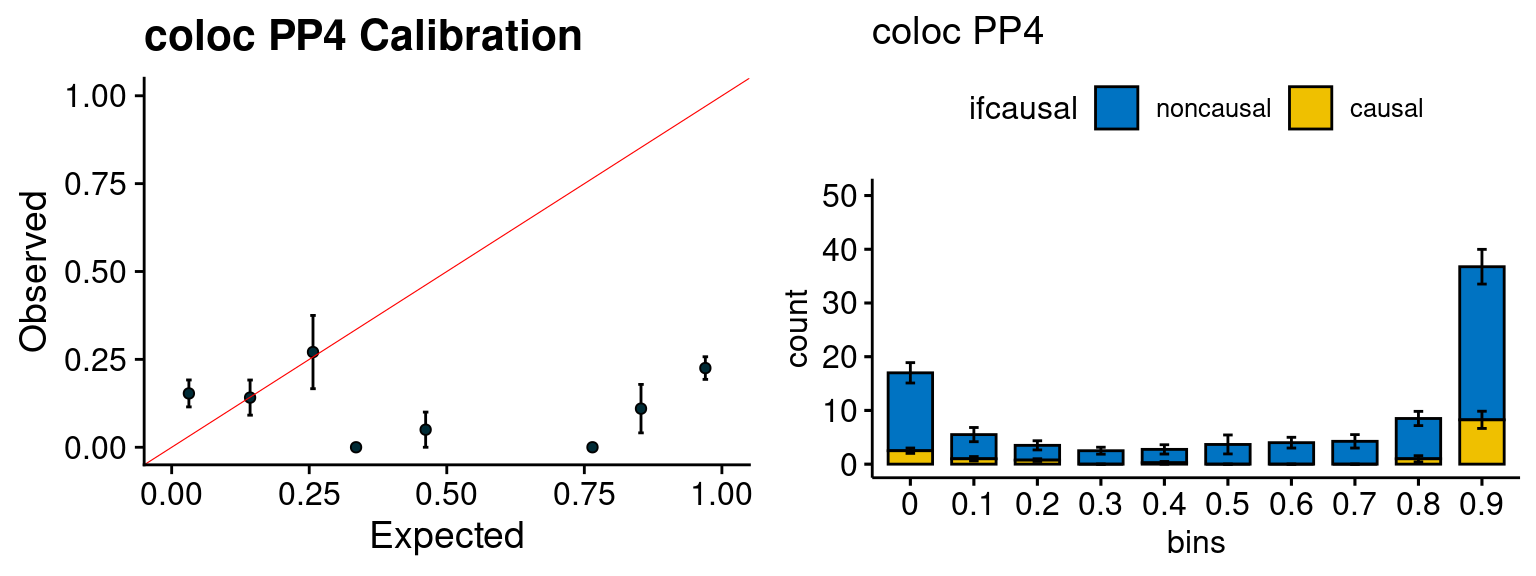 coloc PP4 Calibration
1.00
0.75
0.50
0.25
0.00
Observed
0.00 0.25 0.50 0.75 1.00
Expected
coloc PP4
ifcausal noncausal causal
50
40
30
20
10
0
count
0 0.1 0.2 0.3 0.4 0.5 0.6 0.7 0.8 0.9
bins